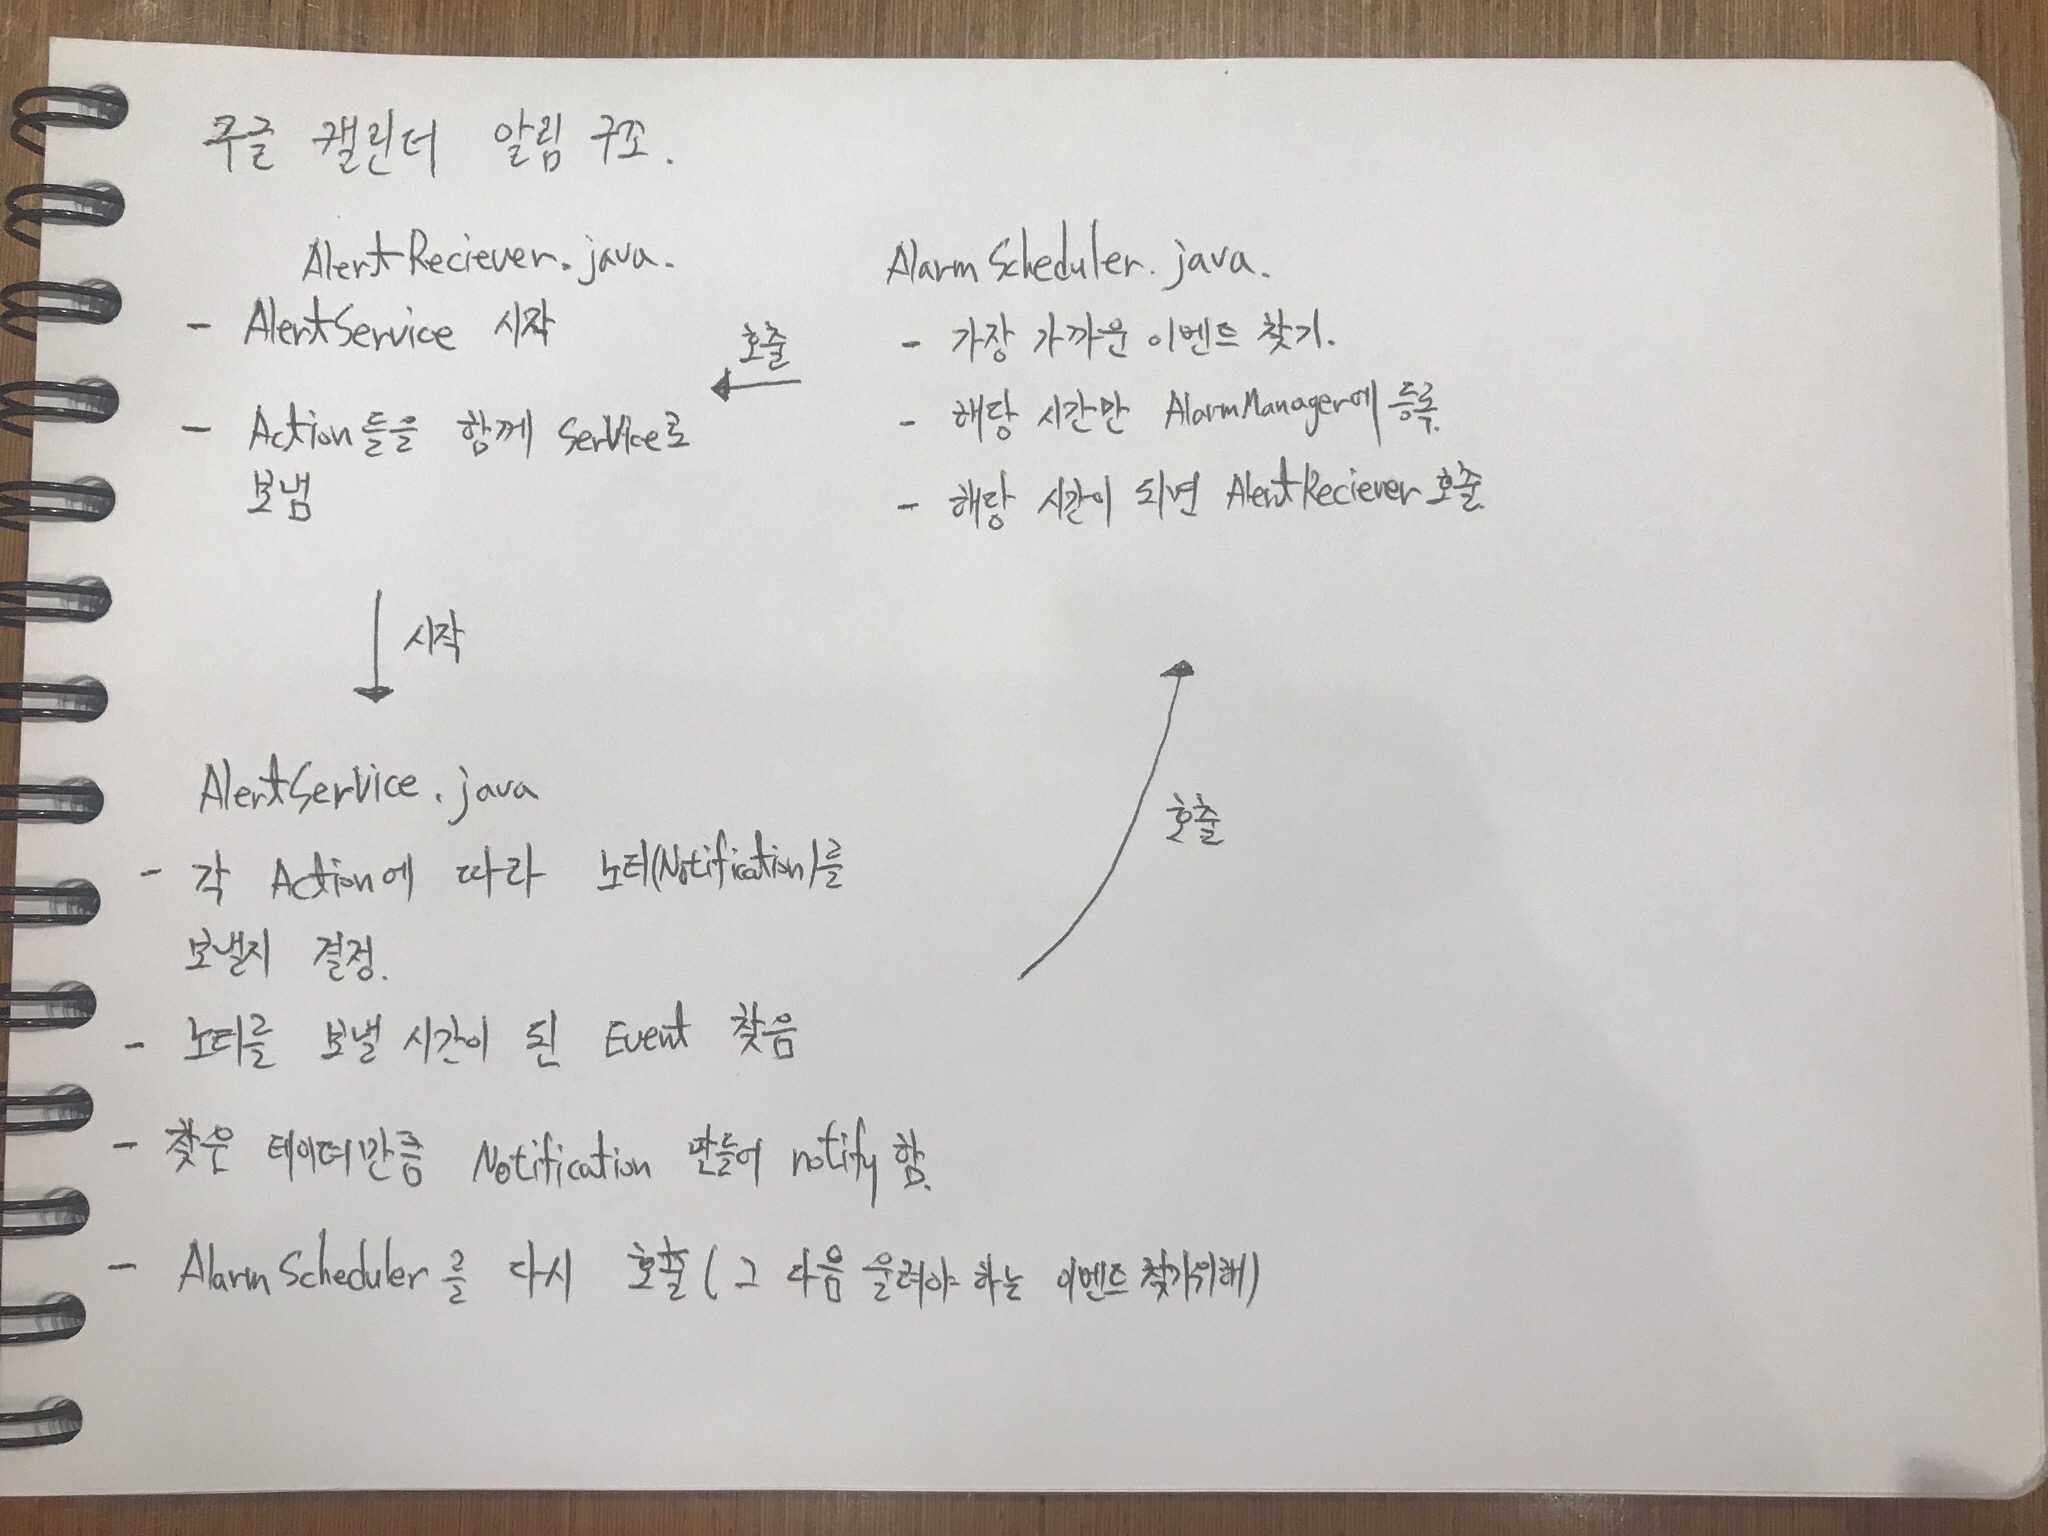 구글 캘린더 알림 구조.
AlertReciever.java.
- AlertService 시작
- Action들을 함께 Service로
보냄
호출
AlarmScheduler.java.
- 가장 가까운 이벤트 찾기.
- 해당 시간만 AlarmManager에 등록.
- 해당 시간이 되면 AlertReciever 호출.
시작
호출
AlertService.java
- 각 Action에 따라 노티(Notification)를
보낼지 결정.
- 노티를 보낼 시간이 된 Event 찾음
- 찾은 데이터만큼 Notification 만들어 notify함.
- AlarmScheduler를 다시 호출(그 다음 울려야 하는 이벤트 찾기위해)